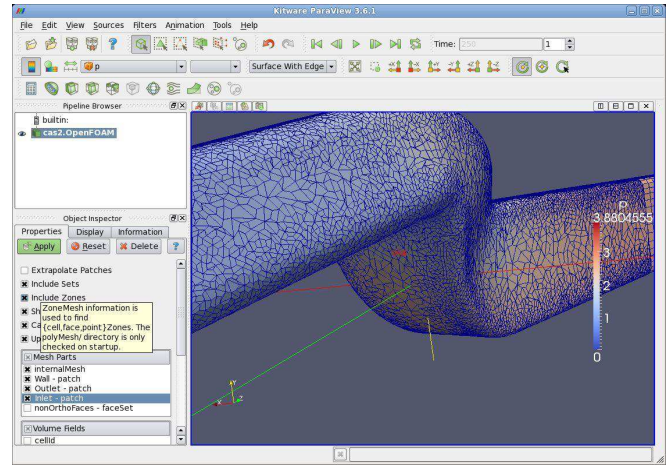 Kitware ParaView 3.6.1
File Edit View Sources Filters Animation Tools Help
Time: 250 1
p Surface With Edge
Pipeline Browser
builtin:
cas2.OpenFOAM
Object Inspector
Properties Display Information
Apply Reset Delete ?
Extrapolate Patches
Include Sets
Include Zones
ZoneMesh information is
used to find
{cell,face,point}Zones. The
polyMesh/ directory is only
checked on startup.
Sh
Ca
Up
Mesh Parts
internalMesh
Wall - patch
Outlet - patch
Inlet - patch
nonOrthoFaces - faceSet
Volume Fields
cellId
p
3.8804555
3
2
1
0
Y
X
Z